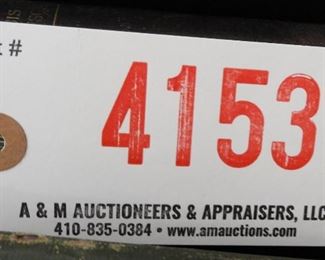 #
4153
A & M AUCTIONEERS & APPRAISERS, LLC
410-835-0384 • www.amauctions.com